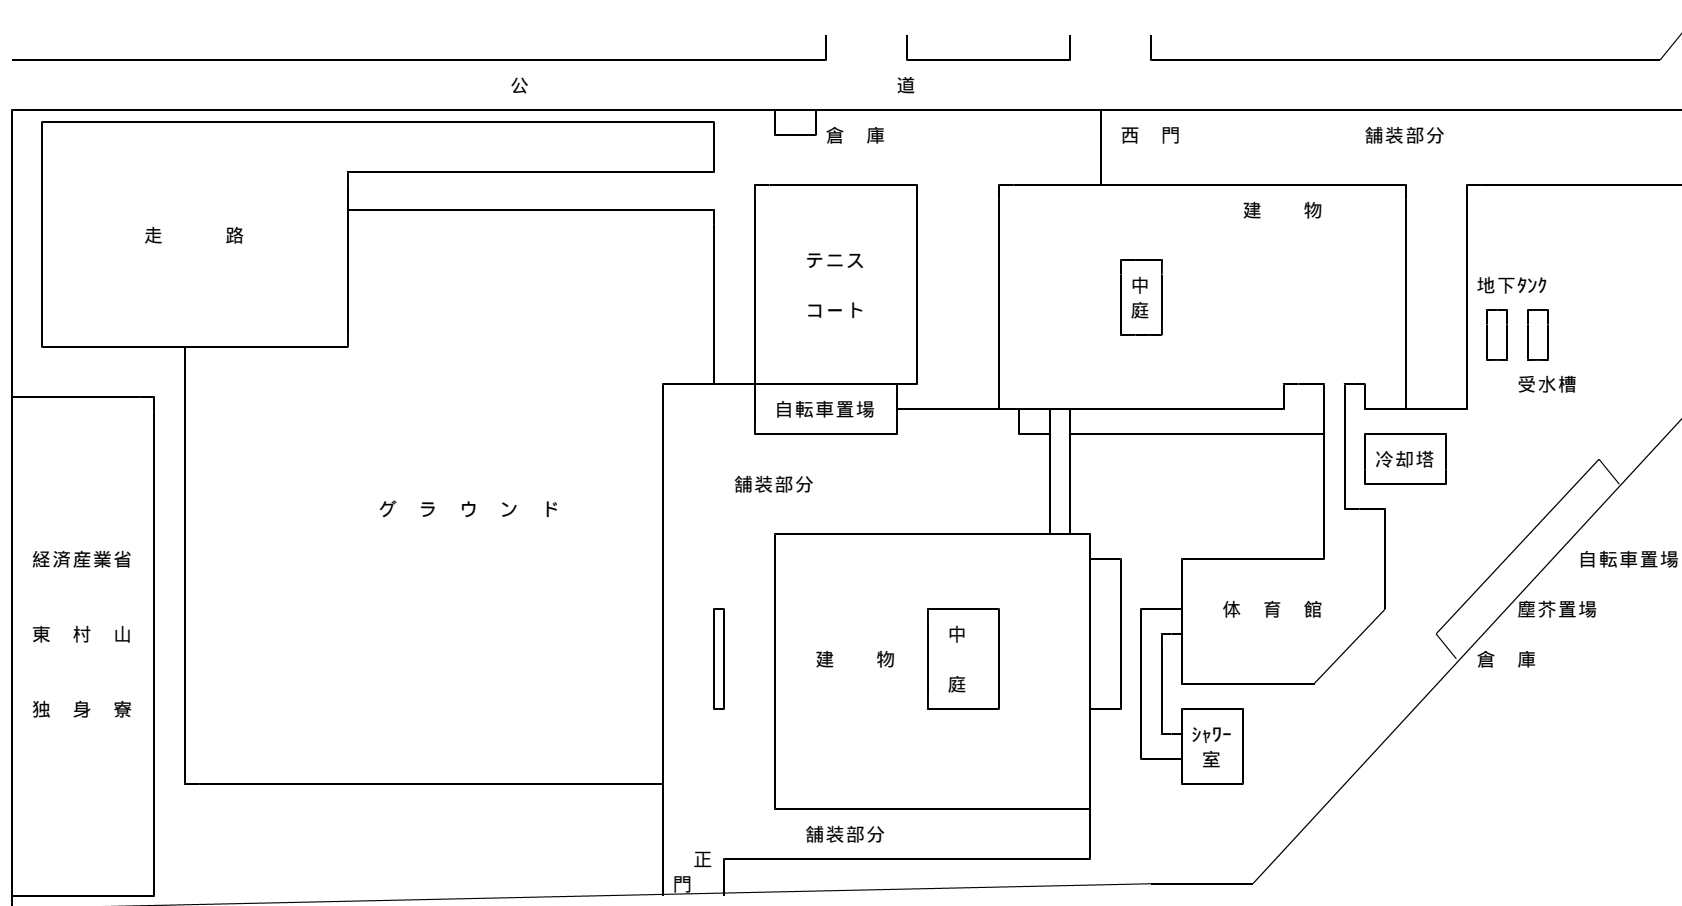 公 道
倉 庫
西 門
舗装部分
建 物
走 路
テニス
コート
中
庭
地下ﾀﾝｸ
受水槽
自転車置場
冷却塔
舗装部分
グ ラ ウ ン ド
経済産業省
東 村 山
独 身 寮
建 物
中
庭
体 育 館
自転車置場
塵芥置場
倉 庫
ｼｬﾜｰ
室
舗装部分
正
門